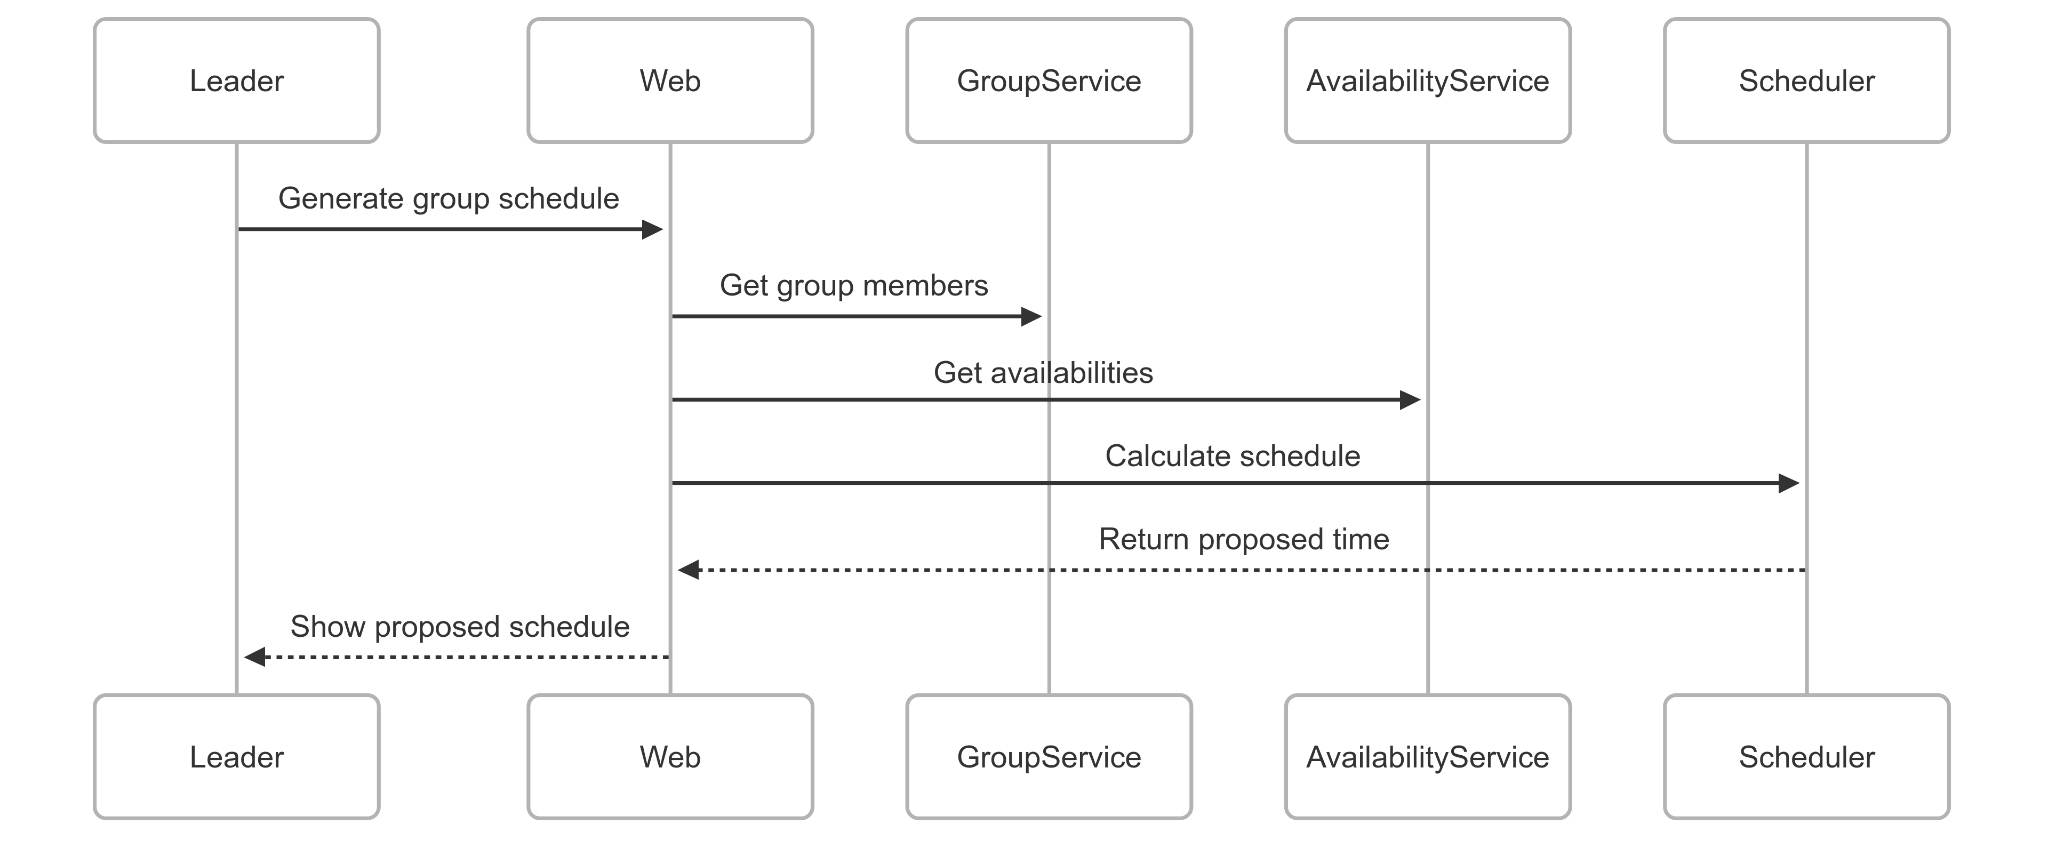 Leader
Web
GroupService
AvailabilityService
Scheduler
Generate group schedule
Get group members
Get availabilities
Calculate schedule
Return proposed time
Show proposed schedule
Leader
Web
GroupService
AvailabilityService
Scheduler